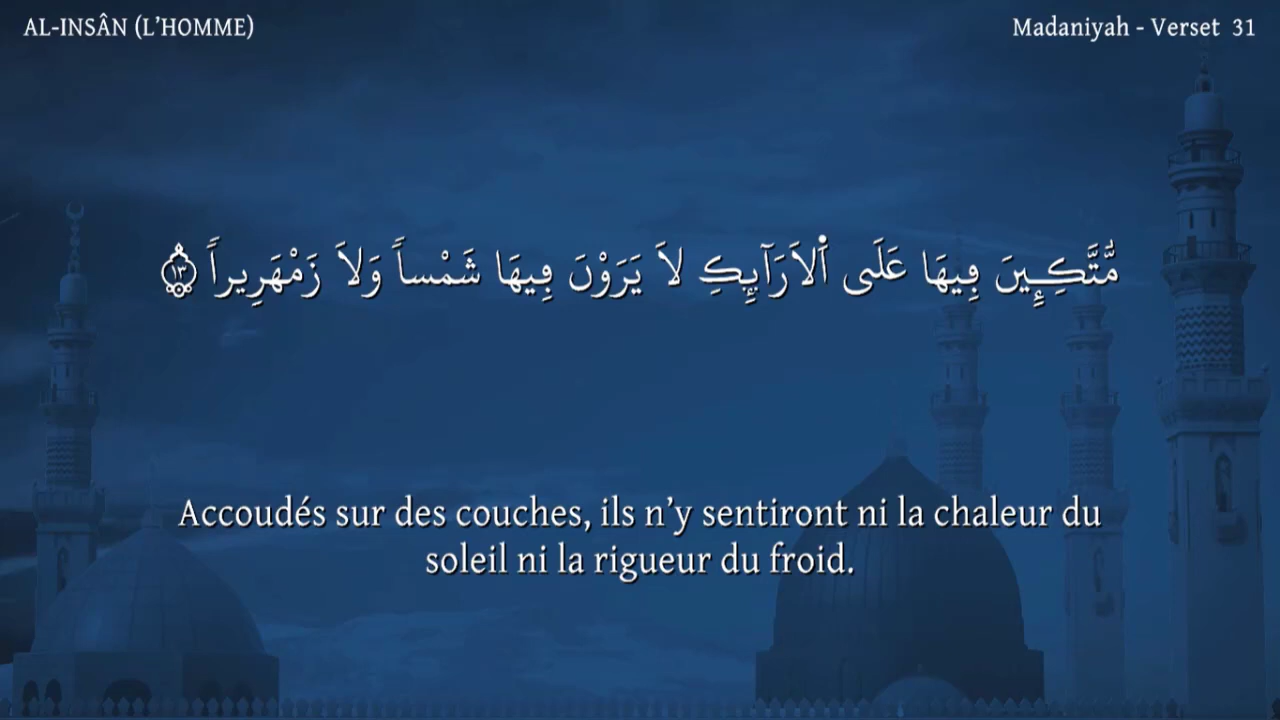 AL-INSÂN (L’HOMME)
Madaniyah - Verset 31
مُّتَّكِـِٕينَ فِيهَا عَلَى اَ۬لَارَآئِكِ لَا يَرَوْنَ فِيهَا شَمْساً وَلَا زَمْهَرِيراً ١٣
Accoudés sur des couches, ils n’y sentiront ni la chaleur du
soleil ni la rigueur du froid.